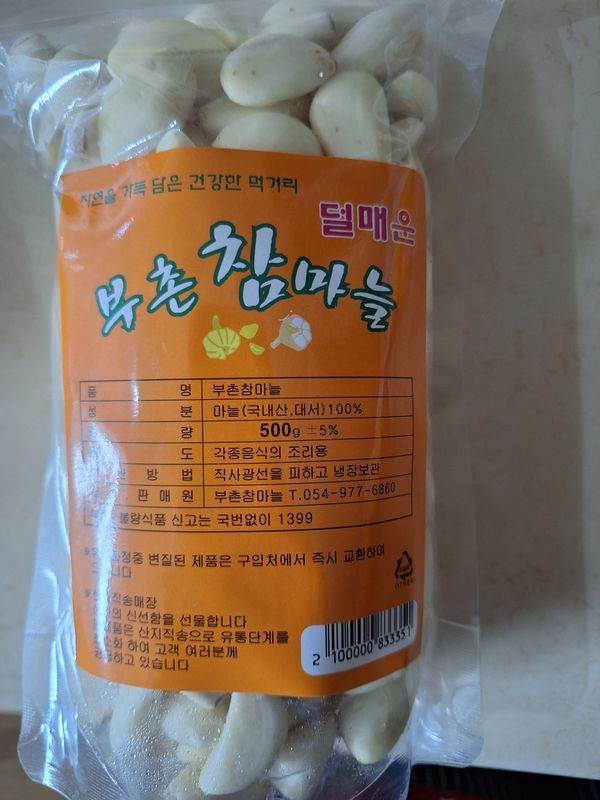 자연을 가득 담은 건강한 먹거리
덜매운
부촌 참마늘
품 명 부촌참마늘
성 분 마늘(국내산,대서)100%
량 500g ±5%
도 각종음식의 조리용
방 법 직사광선을 피하고 냉장보관
판 매 원 부촌참마늘 T.054-977-6860
불량식품 신고는 국번없이 1399
변질된 제품은 구입처에서 즉시 교환하여
니다
직송매장
신선함을 선물합니다
산지직송으로 유통단계를
하여 고객 여러분께
하고 있습니다
OTHER
2 100000 833351